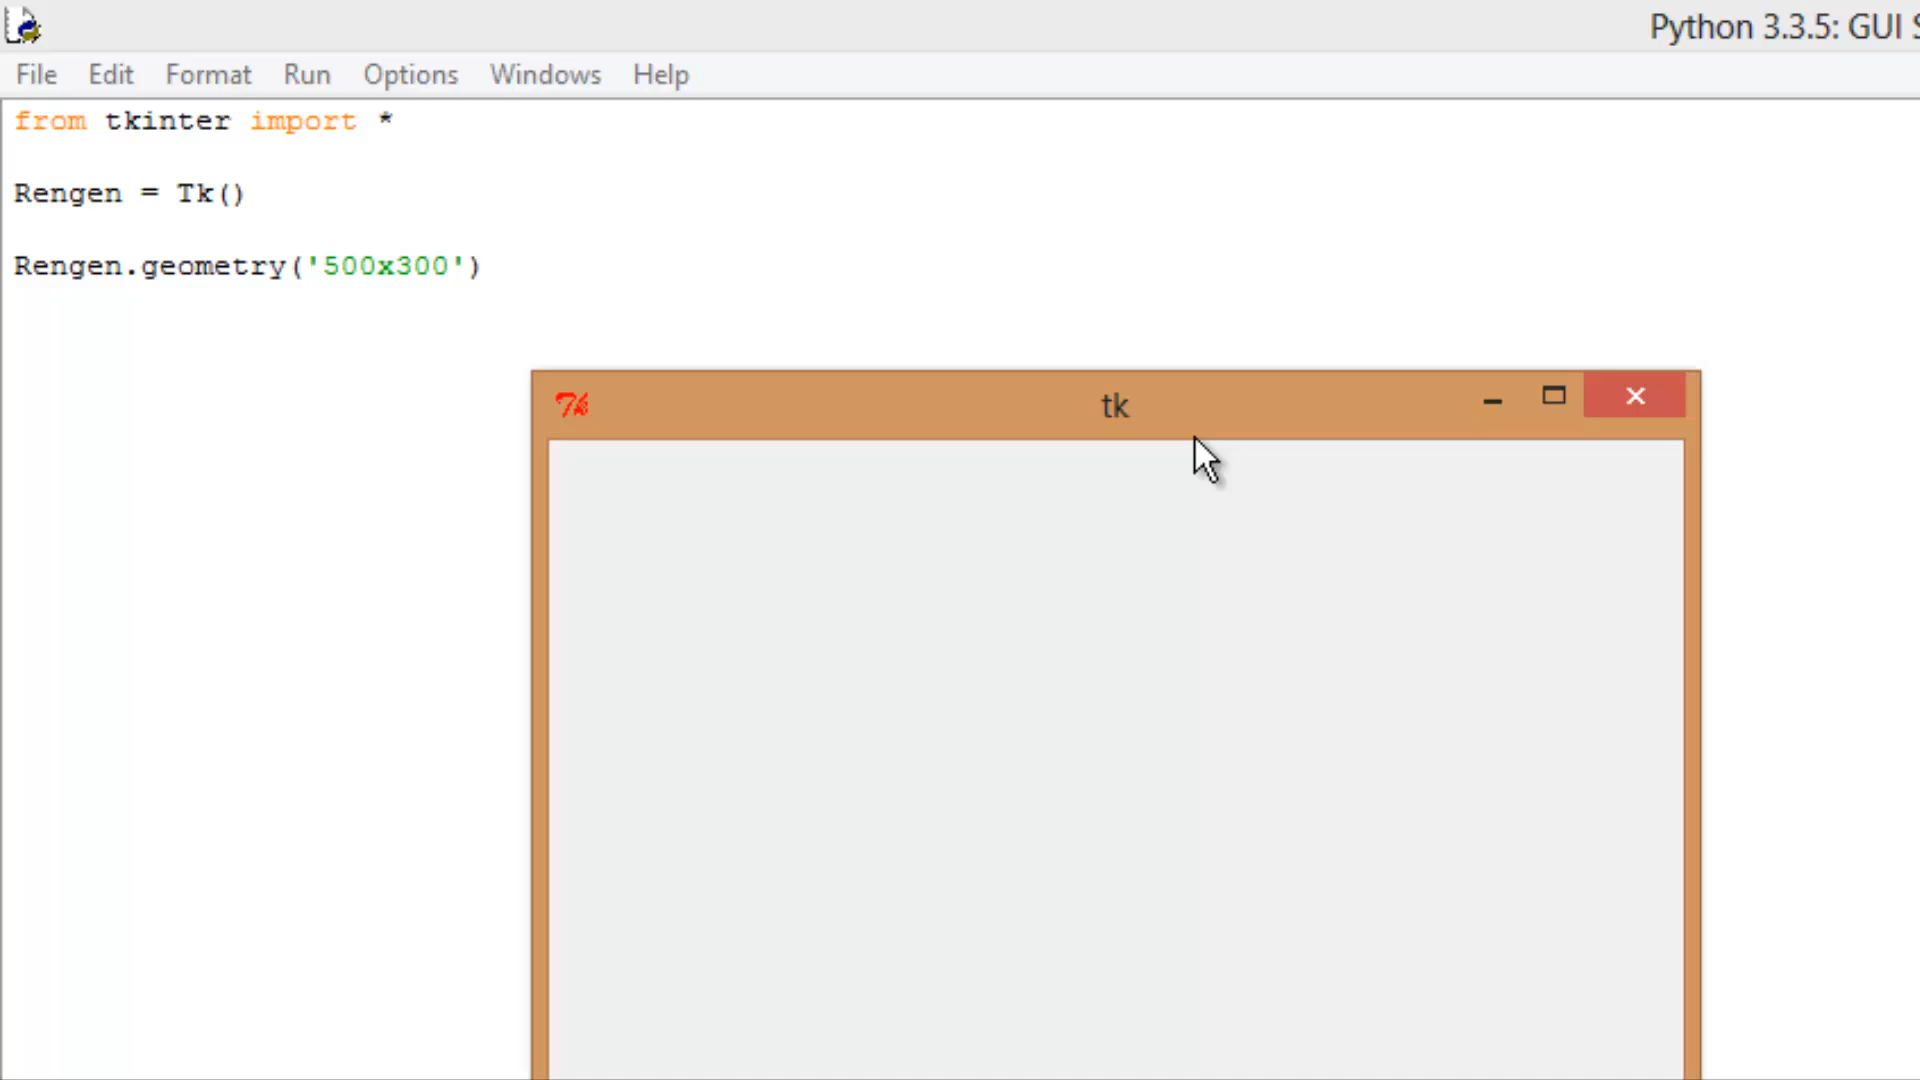 Python 3.3.5: GUI
File Edit Format Run Options Windows Help
from tkinter import *
Rengen = Tk()
Rengen.geometry('500x300')
Tk
tk